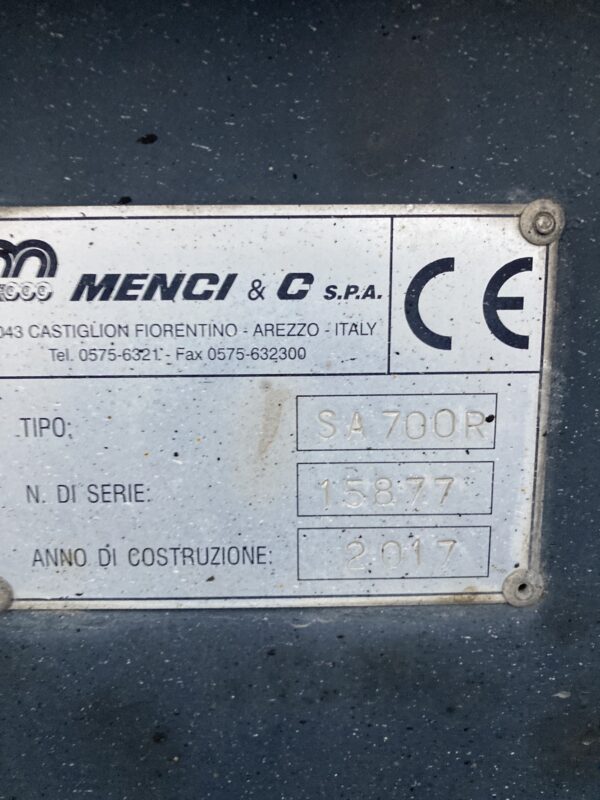 MENCI & C S.P.A.
043 CASTIGLION FIORENTINO - AREZZO - ITALY
Tel. 0575-6321 - Fax 0575-632300
CE
TIPO: SA700R
N. DI SERIE: 15877
ANNO DI COSTRUZIONE: 2017